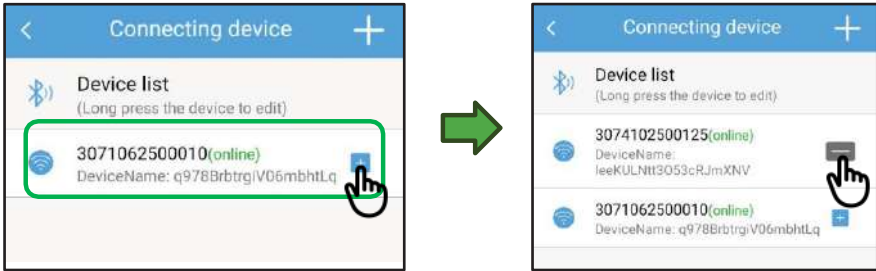 Connecting device
Device list
(Long press the device to edit)
3071062500010(online)
DeviceName: q978BrbtrgiV06mbhtLq
Connecting device
Device list
(Long press the device to edit)
3074102500125(online)
DeviceName:
leeKULNtt3O53cRJmXNV
3071062500010(online)
DeviceName: q978BrbtrgiV06mbhtLq